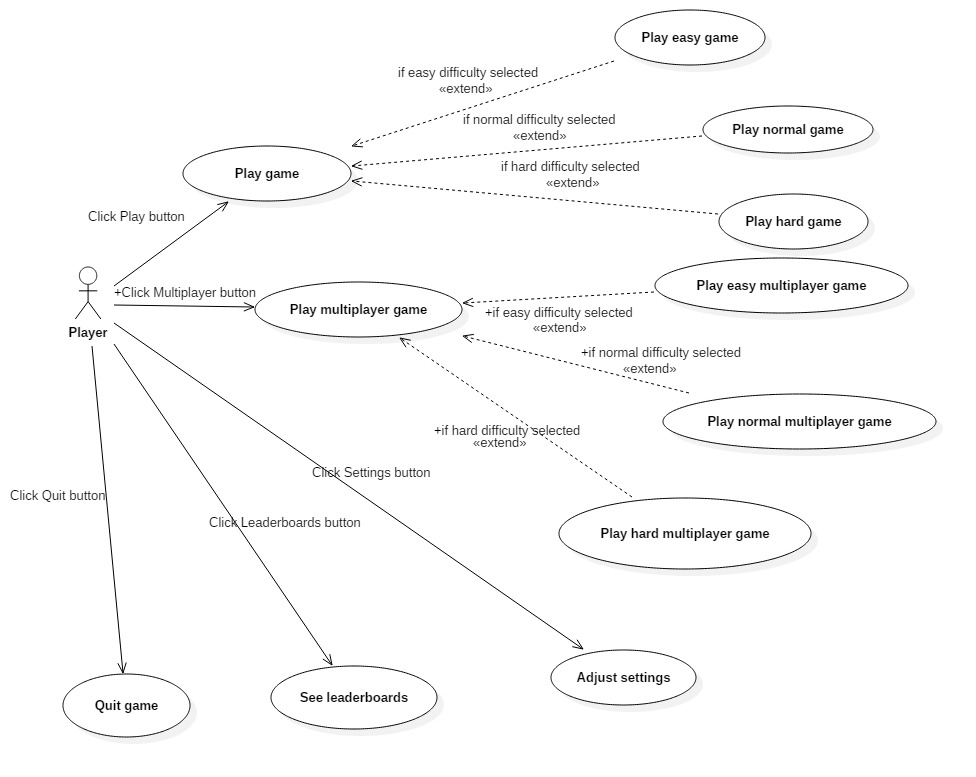 Play easy game
if easy difficulty selected
«extend»
if normal difficulty selected
«extend»
Play normal game
if hard difficulty selected
«extend»
Play game
Click Play button
Play hard game
+Click Multiplayer button
Play easy multiplayer game
Play multiplayer game
+if easy difficulty selected
«extend»
Player
+if normal difficulty selected
«extend»
Play normal multiplayer game
+if hard difficulty selected
«extend»
Click Settings button
Click Quit button
Click Leaderboards button
Play hard multiplayer game
Adjust settings
See leaderboards
Quit game